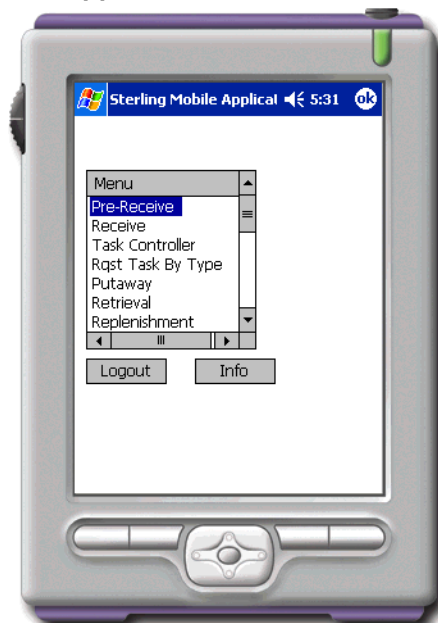 Sterling Mobile Applicat 5:31 ok
Menu
Pre-Receive
Receive
Task Controller
Rqst Task By Type
Putaway
Retrieval
Replenishment
Logout Info